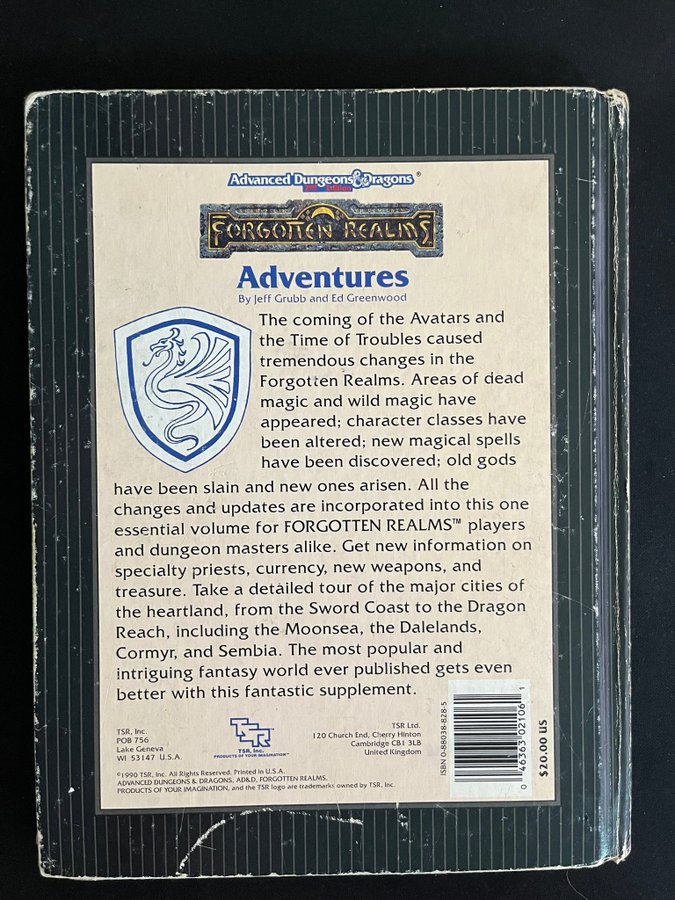 Advanced Dungeons&Dragons®
2nd Edition
FORGOTTEN REALMS
Adventures
By Jeff Grubb and Ed Greenwood
The coming of the Avatars and
the Time of Troubles caused
tremendous changes in the
Forgotten Realms. Areas of dead
magic and wild magic have
appeared; character classes have
been altered; new magical spells
have been discovered; old gods
have been slain and new ones arisen. All the
changes and updates are incorporated into this one
essential volume for FORGOTTEN REALMS™ players
and dungeon masters alike. Get new information on
specialty priests, currency, new weapons, and
treasure. Take a detailed tour of the major cities of
the heartland, from the Sword Coast to the Dragon
Reach, including the Moonsea, the Dalelands,
Cormyr, and Sembia. The most popular and
intriguing fantasy world ever published gets even
better with this fantastic supplement.
TSR, Inc.
POB 756
Lake Geneva
WI 53147 U.S.A.
TSR
TSR, Inc.
PRODUCTS OF YOUR IMAGINATION™
TSR Ltd.
120 Church End, Cherry Hinton
Cambridge CB1 3LB
United Kingdom
©1990 TSR, Inc. All Rights Reserved. Printed in U.S.A.
ADVANCED DUNGEONS & DRAGONS, AD&D, FORGOTTEN REALMS,
PRODUCTS OF YOUR IMAGINATION, and the TSR logo are trademarks owned by TSR, Inc.
ISBN 0-88038-828-5
0 46363 02106 1
$20.00 US